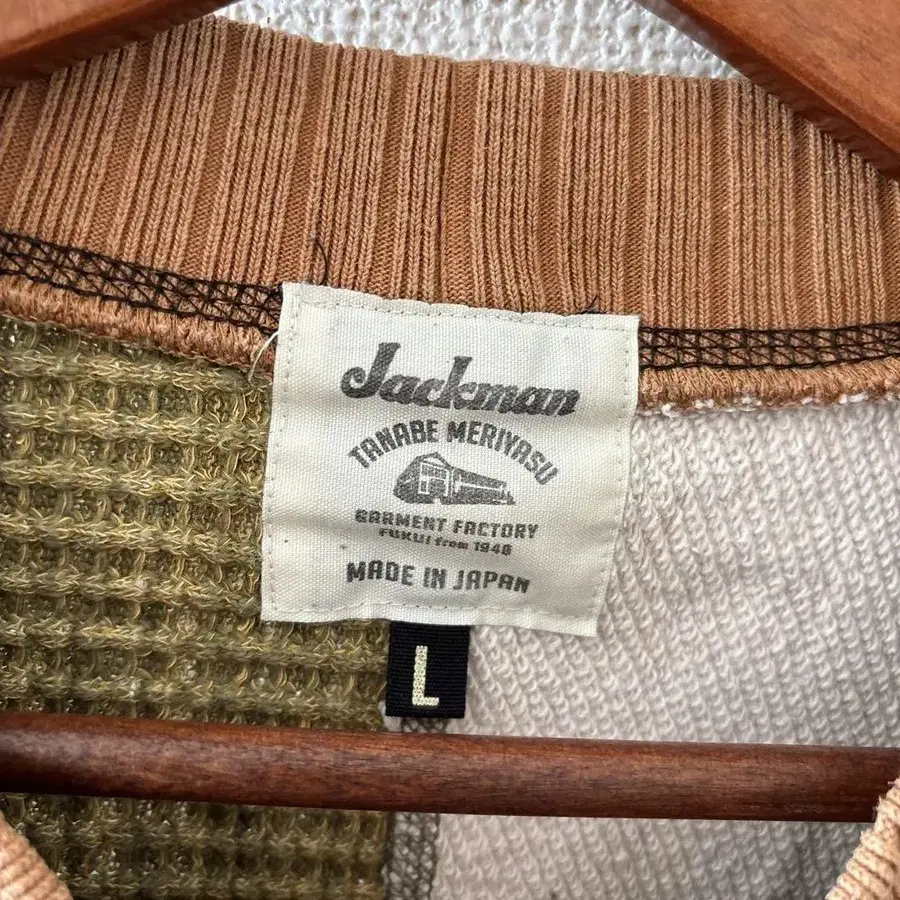 Jackman
TANABE MERIYASU
GARMENT FACTORY
FUKUI from 1948
MADE IN JAPAN
L